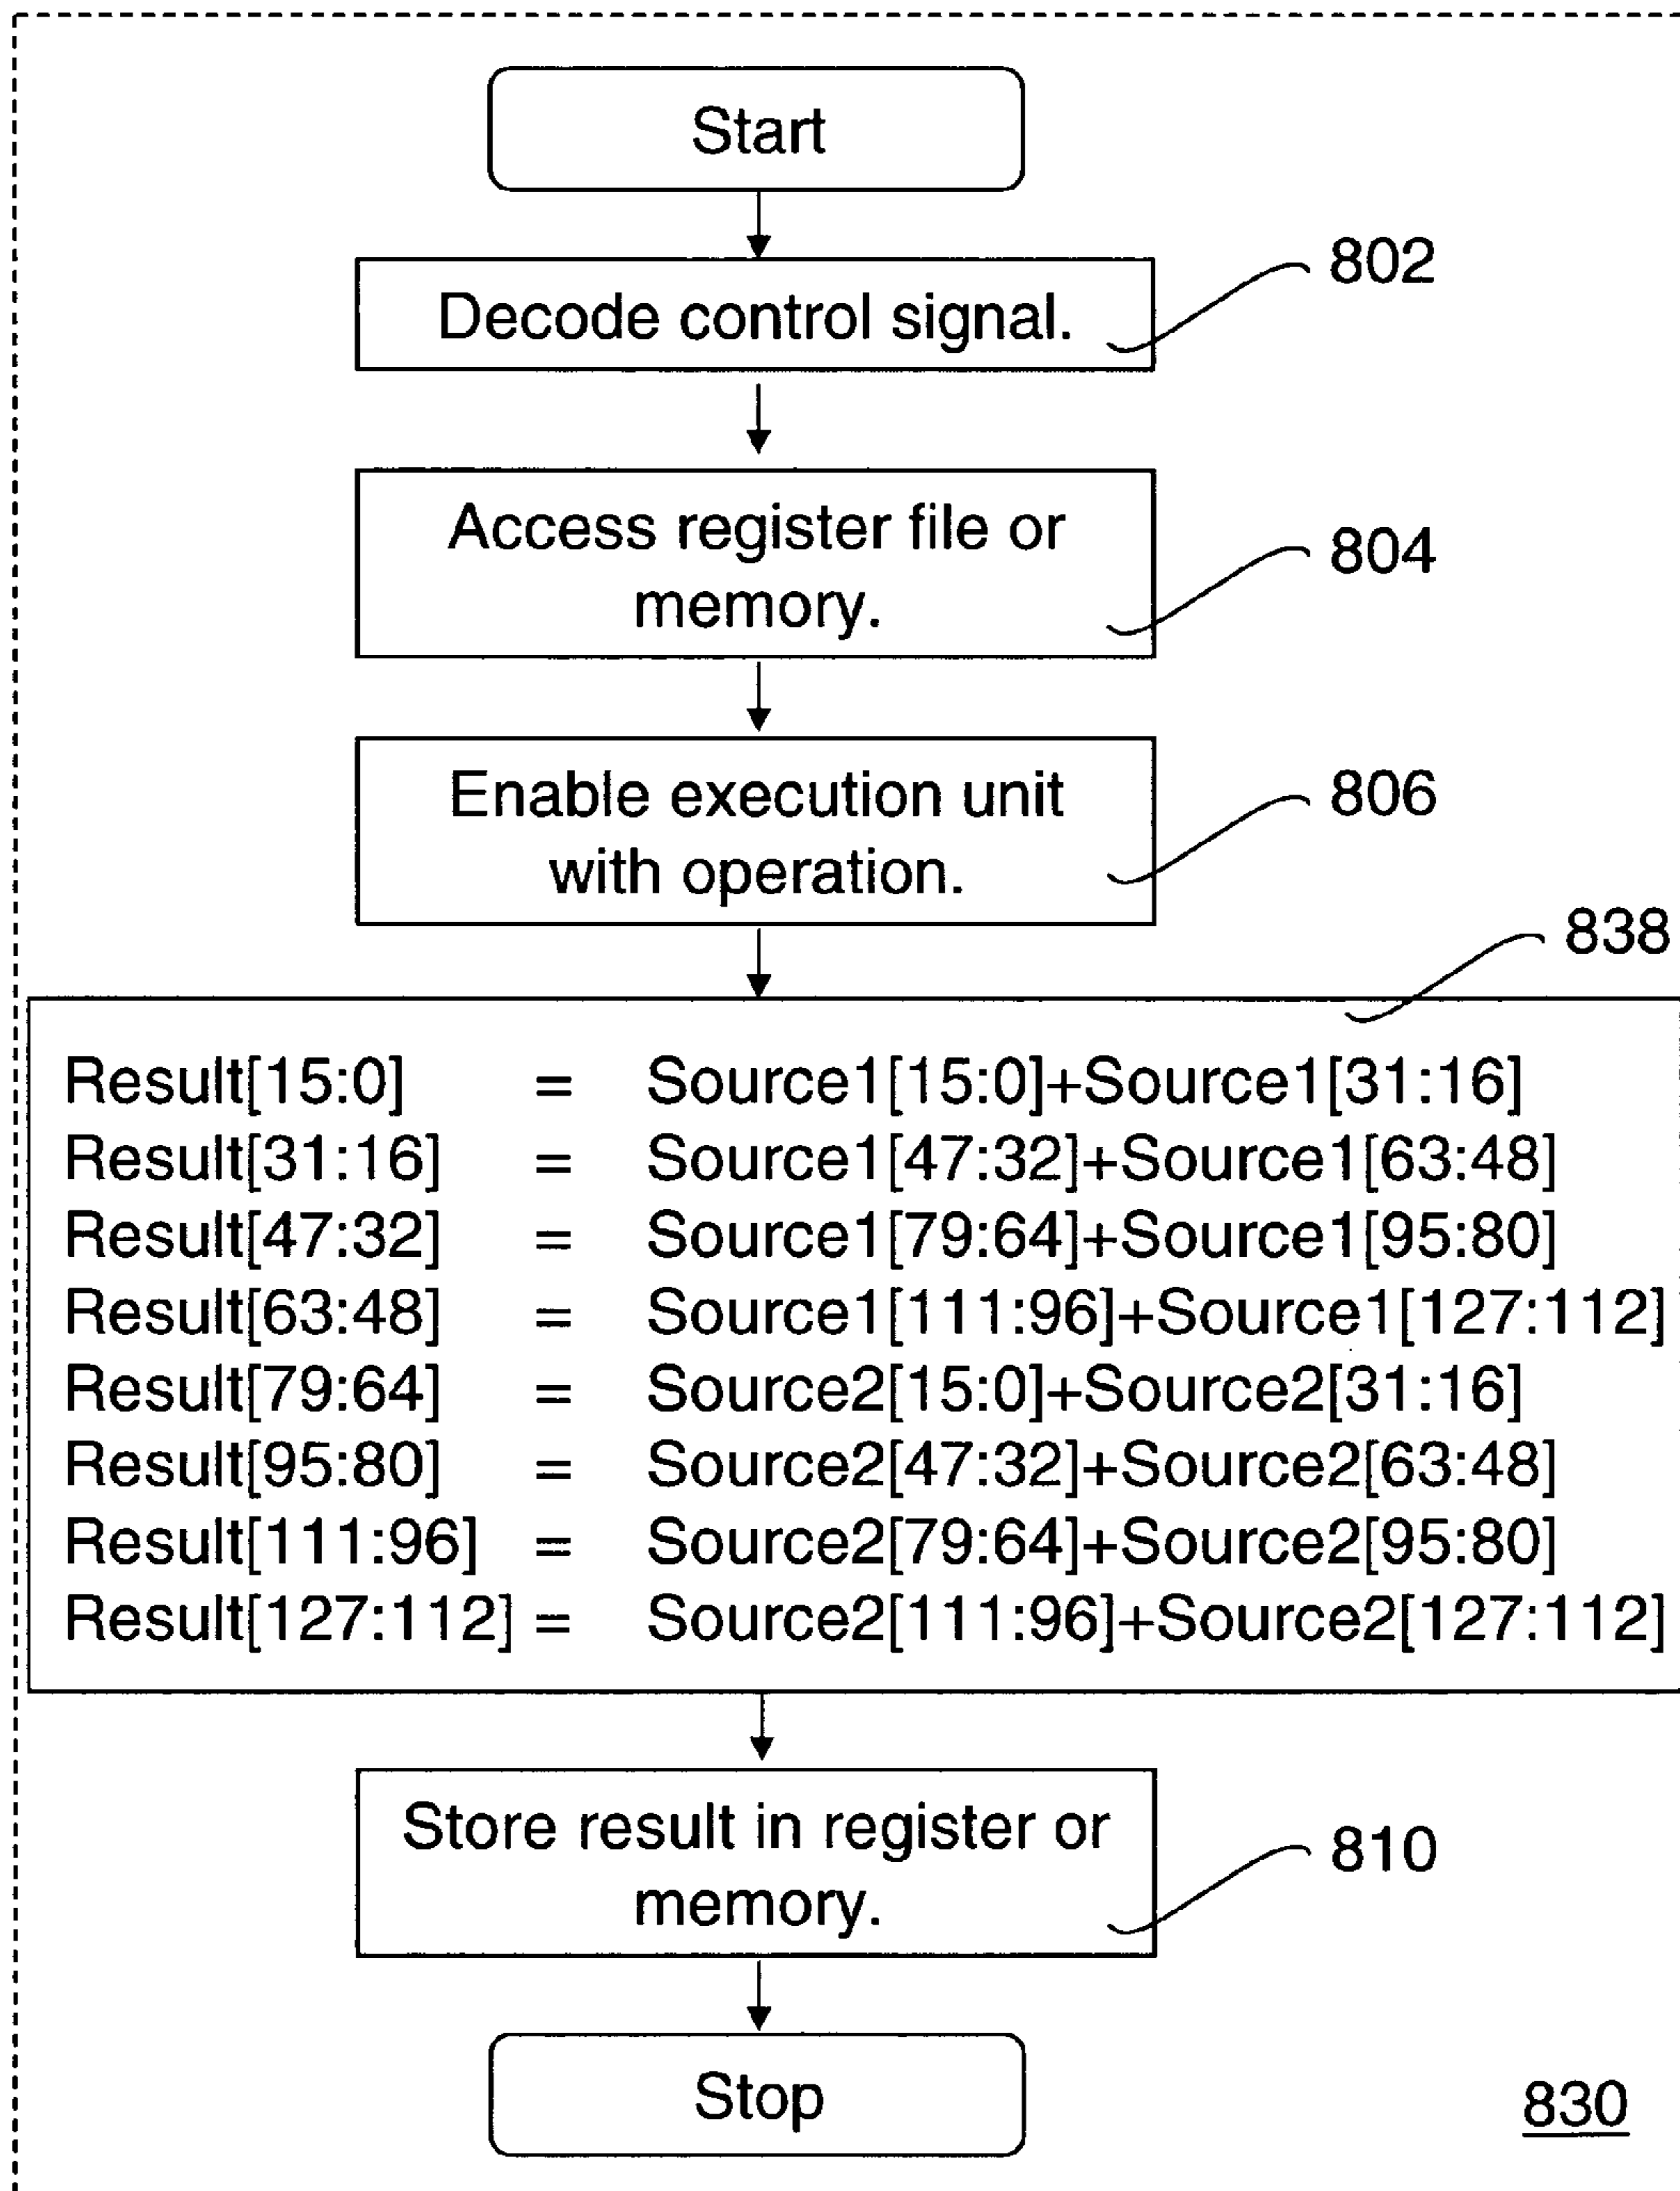 Start
Decode control signal.
802
Access register file or
memory.
804
Enable execution unit
with operation.
806
838
Result[15:0] = Source1[15:0]+Source1[31:16]
Result[31:16] = Source1[47:32]+Source1[63:48]
Result[47:32] = Source1[79:64]+Source1[95:80]
Result[63:48] = Source1[111:96]+Source1[127:112]
Result[79:64] = Source2[15:0]+Source2[31:16]
Result[95:80] = Source2[47:32]+Source2[63:48]
Result[111:96] = Source2[79:64]+Source2[95:80]
Result[127:112] = Source2[111:96]+Source2[127:112]
Store result in register or
memory.
810
Stop
830